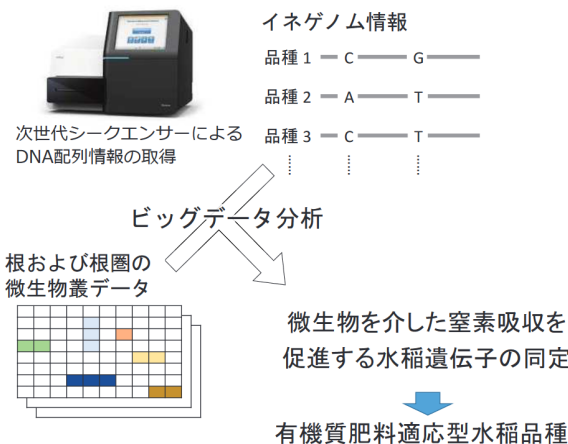 イネゲノム情報
品種 1 C G
品種 2 A T
品種 3 C T
次世代シークエンサーによる
DNA配列情報の取得
ビッグデータ分析
根および根圏の
微生物叢データ
微生物を介した窒素吸収を
促進する水稲遺伝子の同定
有機質肥料適応型水稲品種